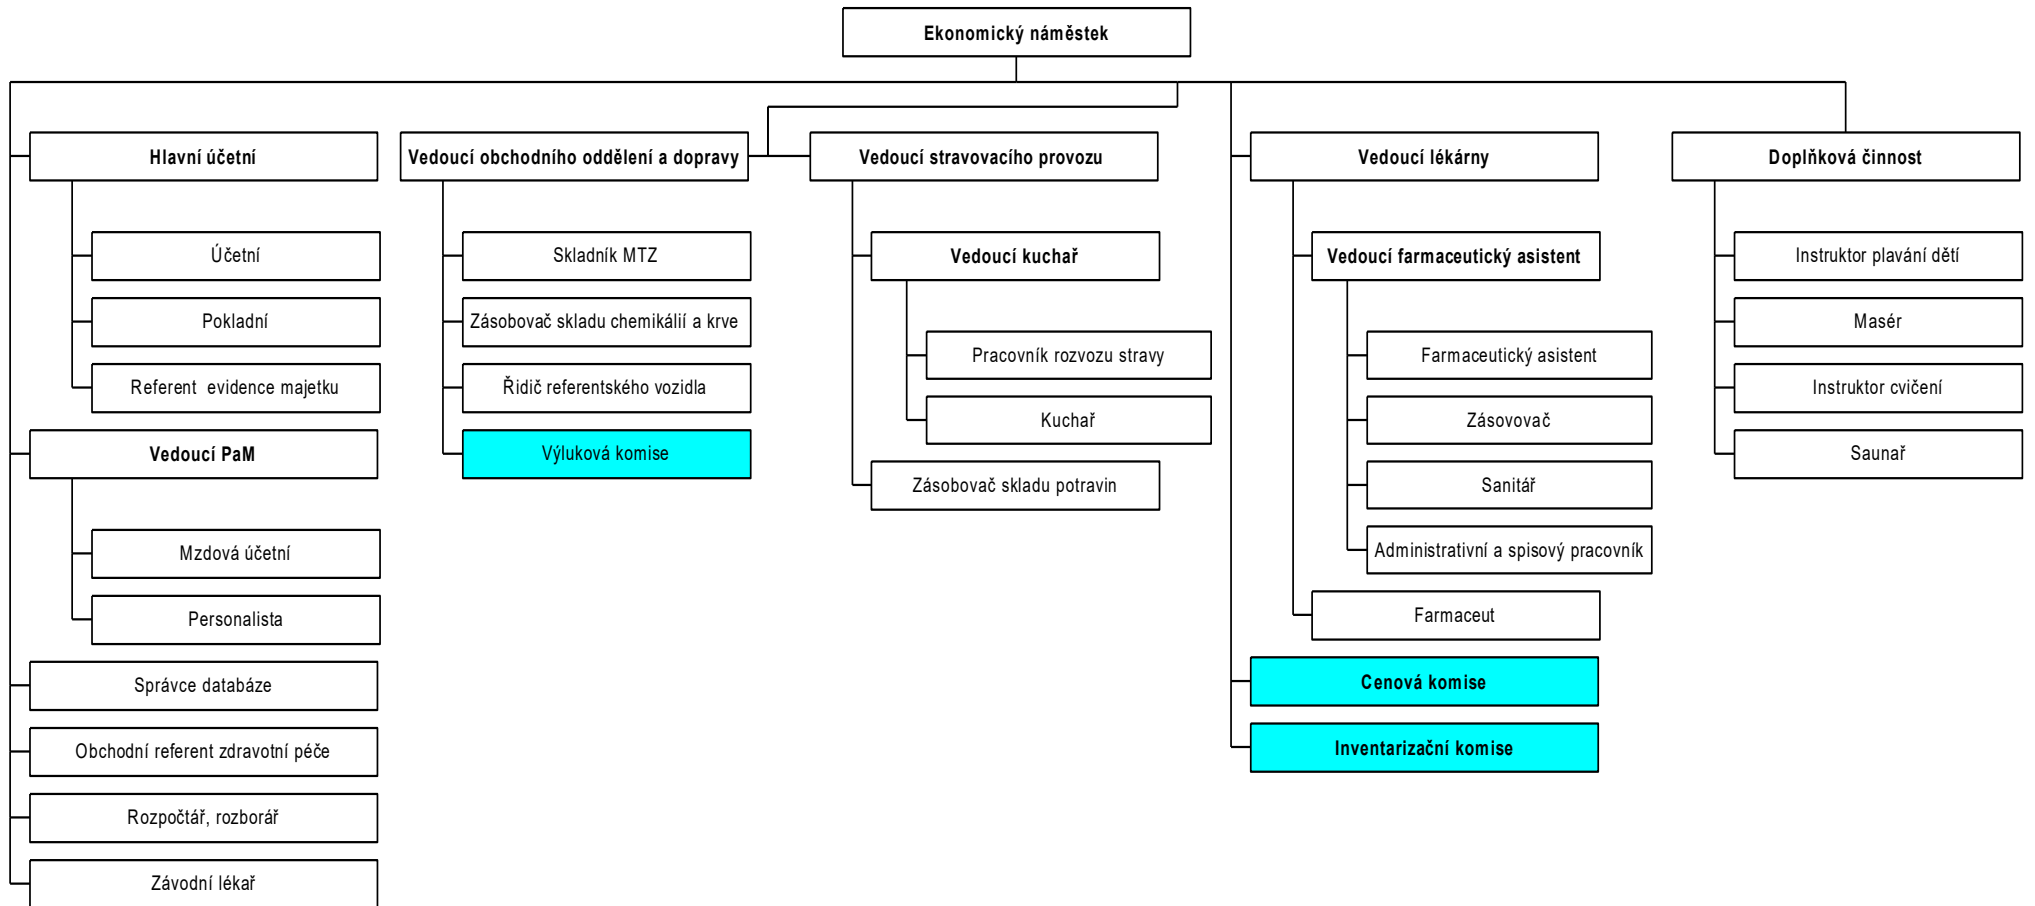 Ekonomický náměstek
Hlavní účetní
Účetní
Pokladní
Referent  evidence majetku
Vedoucí PaM
Mzdová účetní
Personalista
Správce databáze
Obchodní referent zdravotní péče
Rozpočtář, rozborář
Závodní lékař
Vedoucí obchodního oddělení a dopravy
Skladník MTZ
Zásobovač skladu chemikálií a krve
Řidič referentského vozidla
Výluková komise
Vedoucí stravovacího provozu
Vedoucí kuchař
Pracovník rozvozu stravy
Kuchař
Zásobovač skladu potravin
Vedoucí lékárny
Vedoucí farmaceutický asistent
Farmaceutický asistent
Zásovovač
Sanitář
Administrativní a spisový pracovník
Farmaceut
Cenová komise
Inventarizační komise
Doplňková činnost
Instruktor plavání dětí
Masér
Instruktor cvičení
Saunař